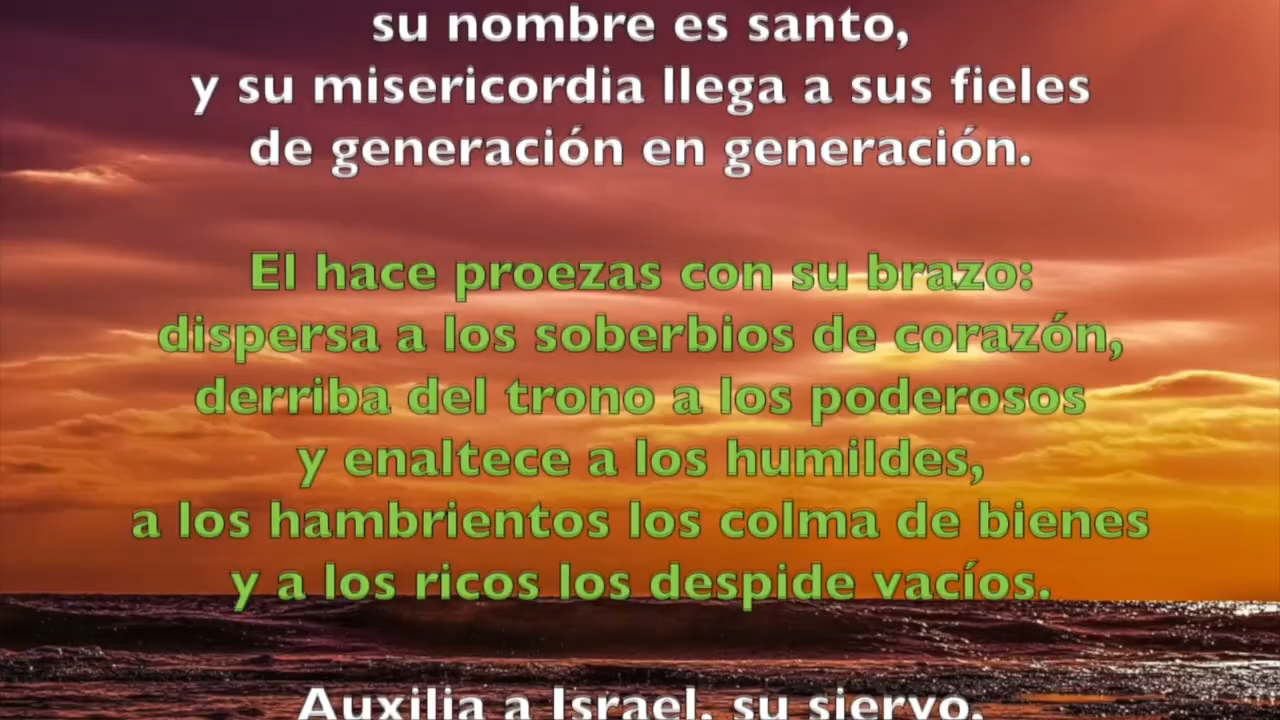 su nombre es santo,
y su misericordia llega a sus fieles
de generación en generación.
El hace proezas con su brazo:
dispersa a los soberbios de corazón,
derriba del trono a los poderosos
y enaltece a los humildes,
a los hambrientos los colma de bienes
y a los ricos los despide vacíos.
Auxilia a Israel, su siervo,